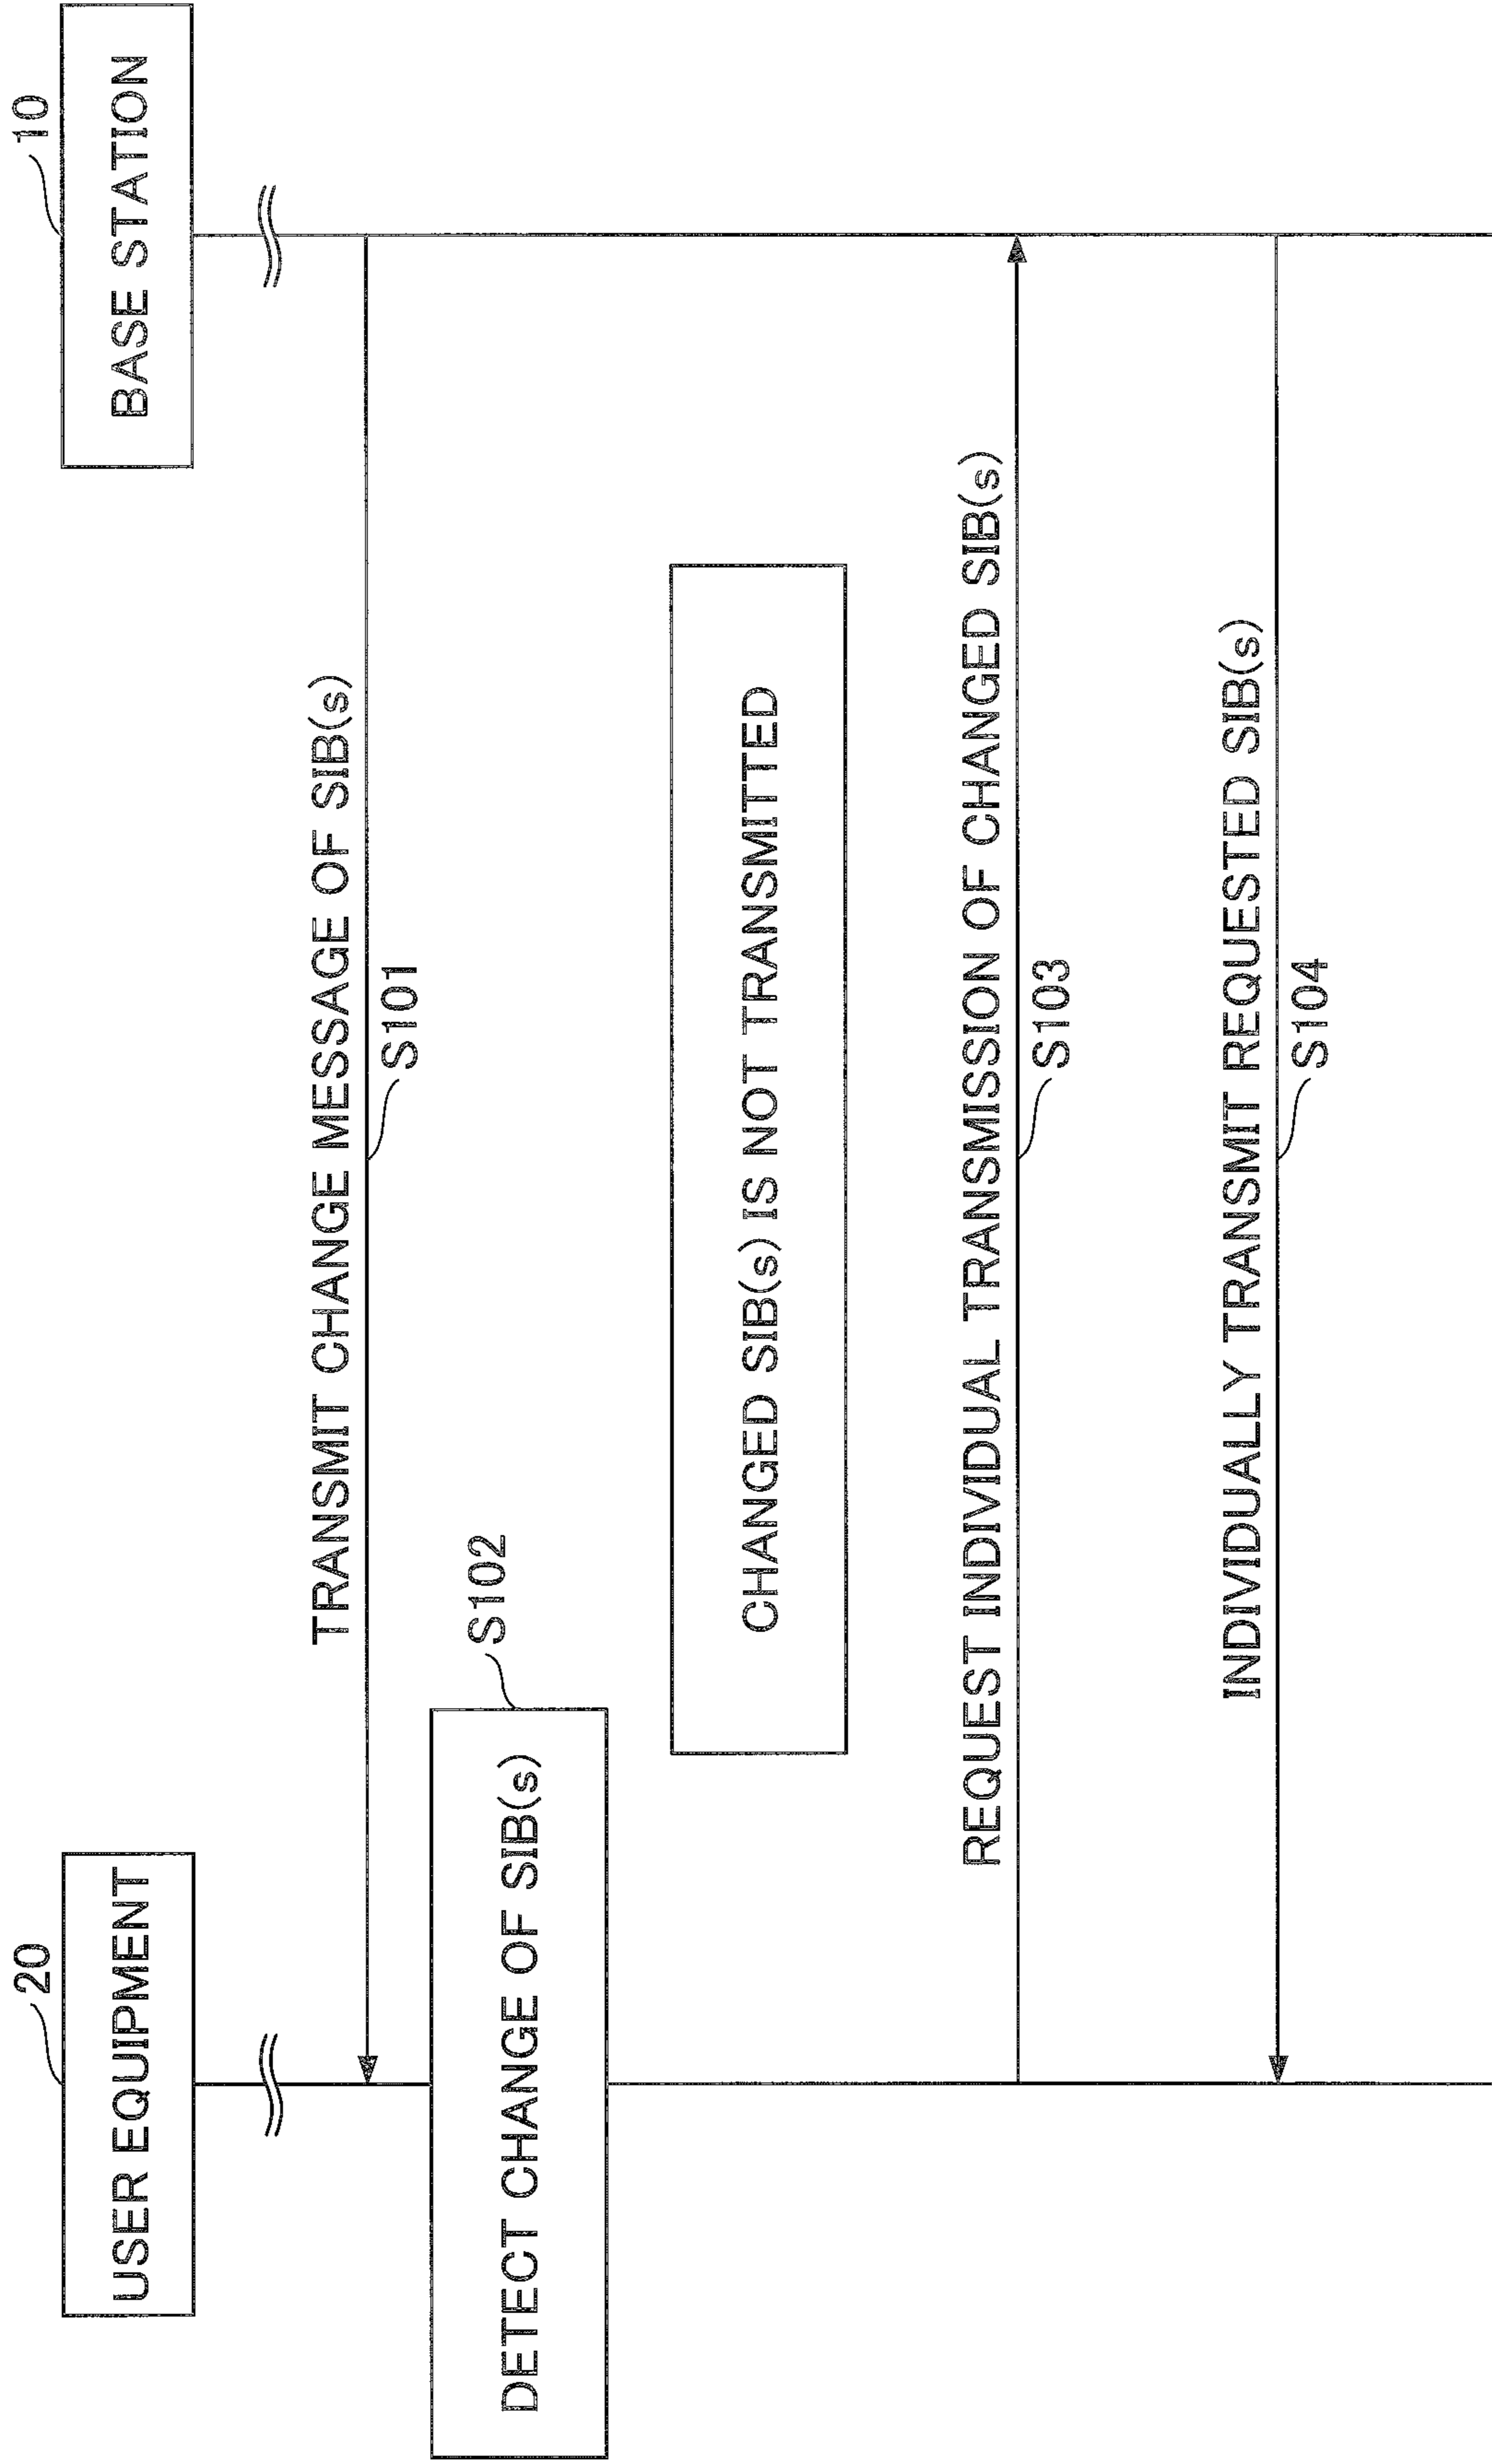 20
10
USER EQUIPMENT
BASE STATION
TRANSMIT CHANGE MESSAGE OF SIB(s)
S101
S102
DETECT CHANGE OF SIB(s)
CHANGED SIB(s) IS NOT TRANSMITTED
REQUEST INDIVIDUAL TRANSMISSION OF CHANGED SIB(s)
S103
INDIVIDUALLY TRANSMIT REQUESTED SIB(s)
S104